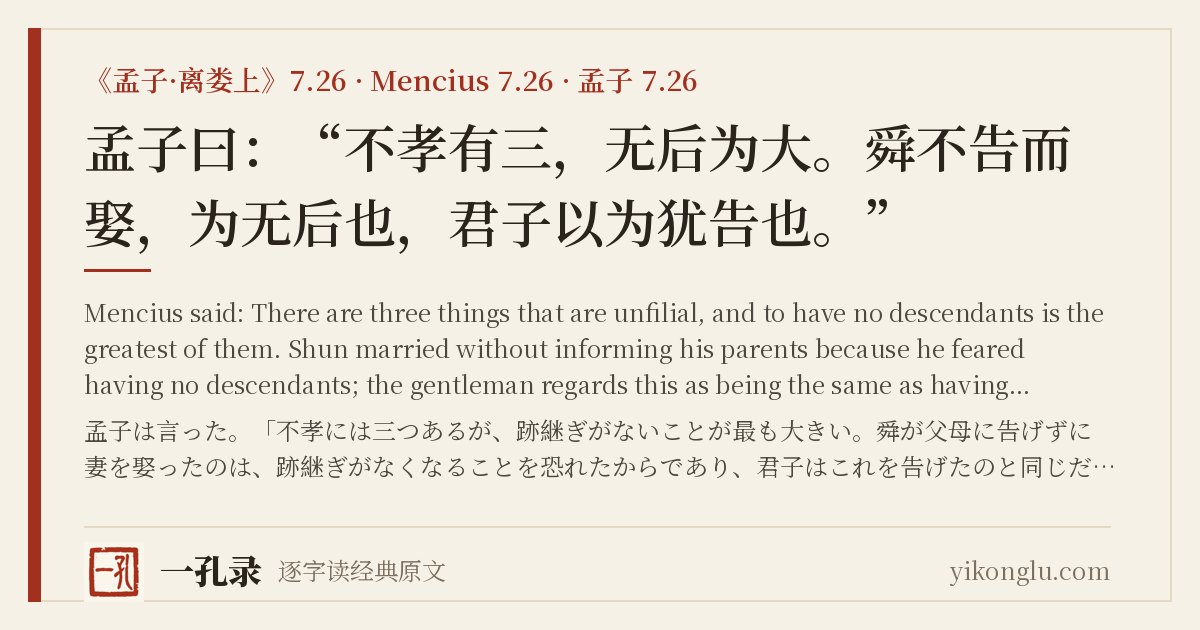 《孟子·离娄上》7.26 · Mencius 7.26 · 孟子 7.26
孟子曰：“不孝有三，无后为大。舜不告而
娶，为无后也，君子以为犹告也。”
Mencius said: There are three things that are unfilial, and to have no descendants is the
greatest of them. Shun married without informing his parents because he feared
having no descendants; the gentleman regards this as being the same as having...
孟子は言った。「不孝には三つあるが、跡継ぎがないことが最も大きい。舜が父母に告げずに
妻を娶ったのは、跡継ぎがなくなることを恐れたからであり、君子はこれを告げたのと同じだ…
一孔
一孔录 逐字读经典原文
yikonglu.com